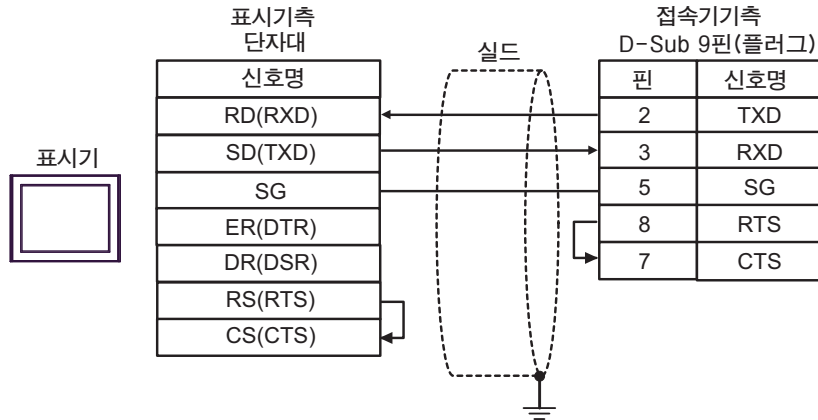 표시기측
단자대
접속기기측
D-Sub 9핀(플러그)
실드
표시기
신호명
RD(RXD)
SD(TXD)
SG
ER(DTR)
DR(DSR)
RS(RTS)
CS(CTS)
핀 신호명
2 TXD
3 RXD
5 SG
8 RTS
7 CTS